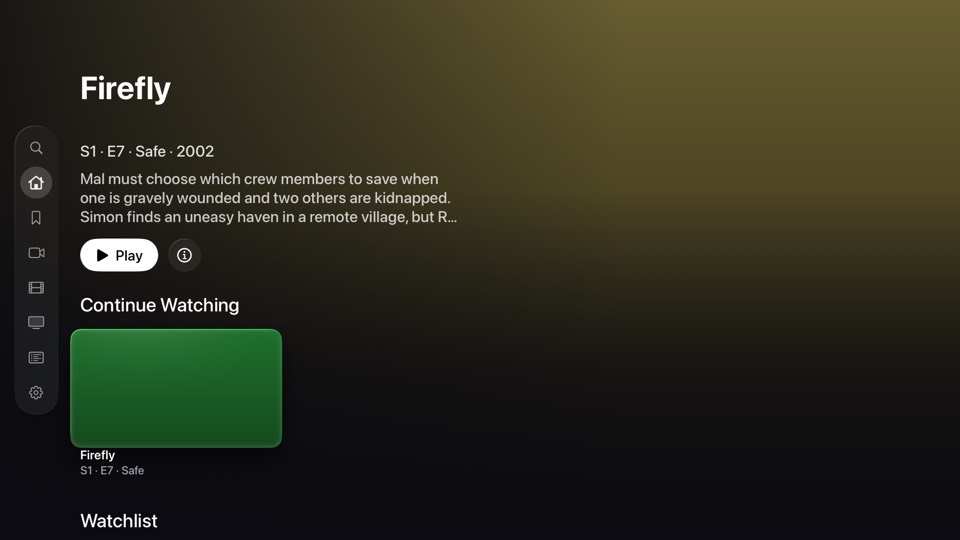 Firefly
S1 · E7 · Safe · 2002
Mal must choose which crew members to save when
one is gravely wounded and two others are kidnapped.
Simon finds an uneasy haven in a remote village, but R...
Play
Continue Watching
Firefly
S1 · E7 · Safe
Watchlist